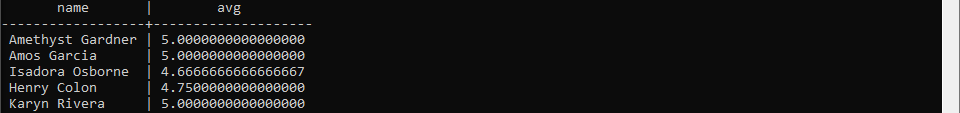 name | avg
------------------+--------------------
Amethyst Gardner | 5.0000000000000000
Amos Garcia | 5.0000000000000000
Isadora Osborne | 4.6666666666666667
Henry Colon | 4.7500000000000000
Karyn Rivera | 5.0000000000000000